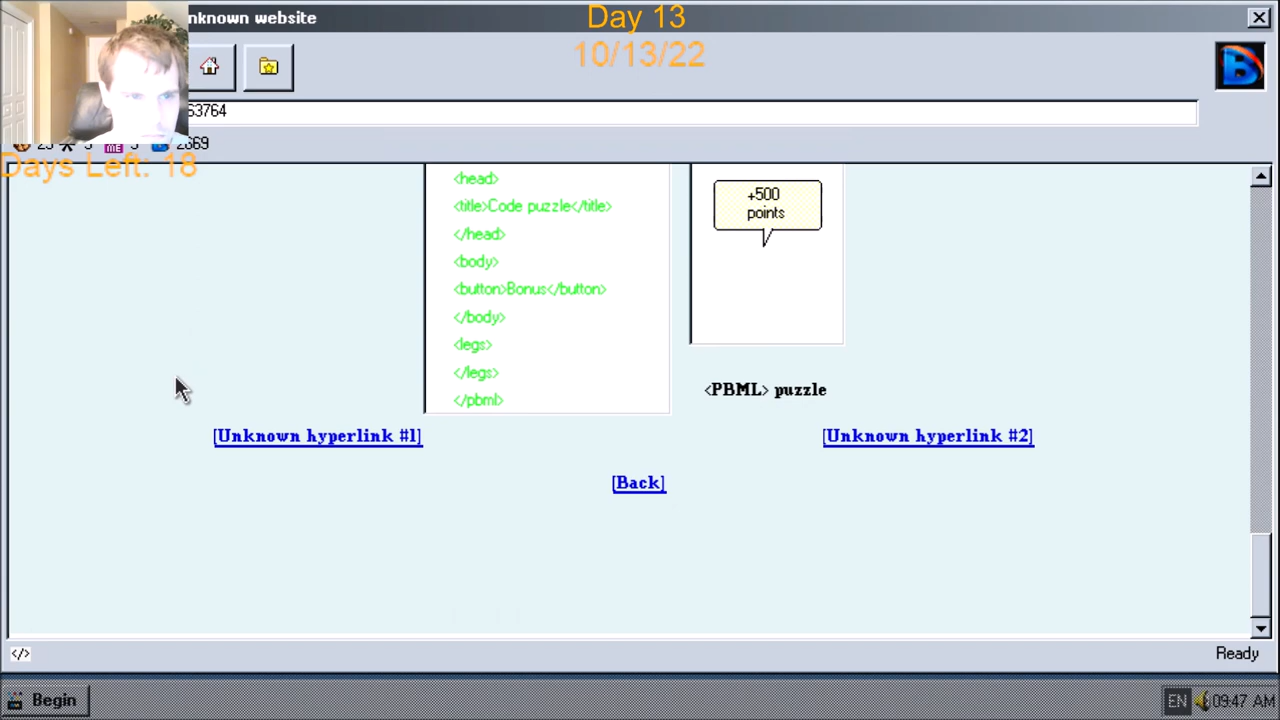 nknown website
Day 13
10/13/22
63764
ME
2669
Days Left: 18
<head>
<title>Code puzzle</title>
</head>
<body>
<button>Bonus</button>
</body>
<legs>
</legs>
</pbml>
+500
points
<PBML> puzzle
[Unknown hyperlink #1]
[Unknown hyperlink #2]
[Back]
</>
Ready
Begin
EN
09:47 AM